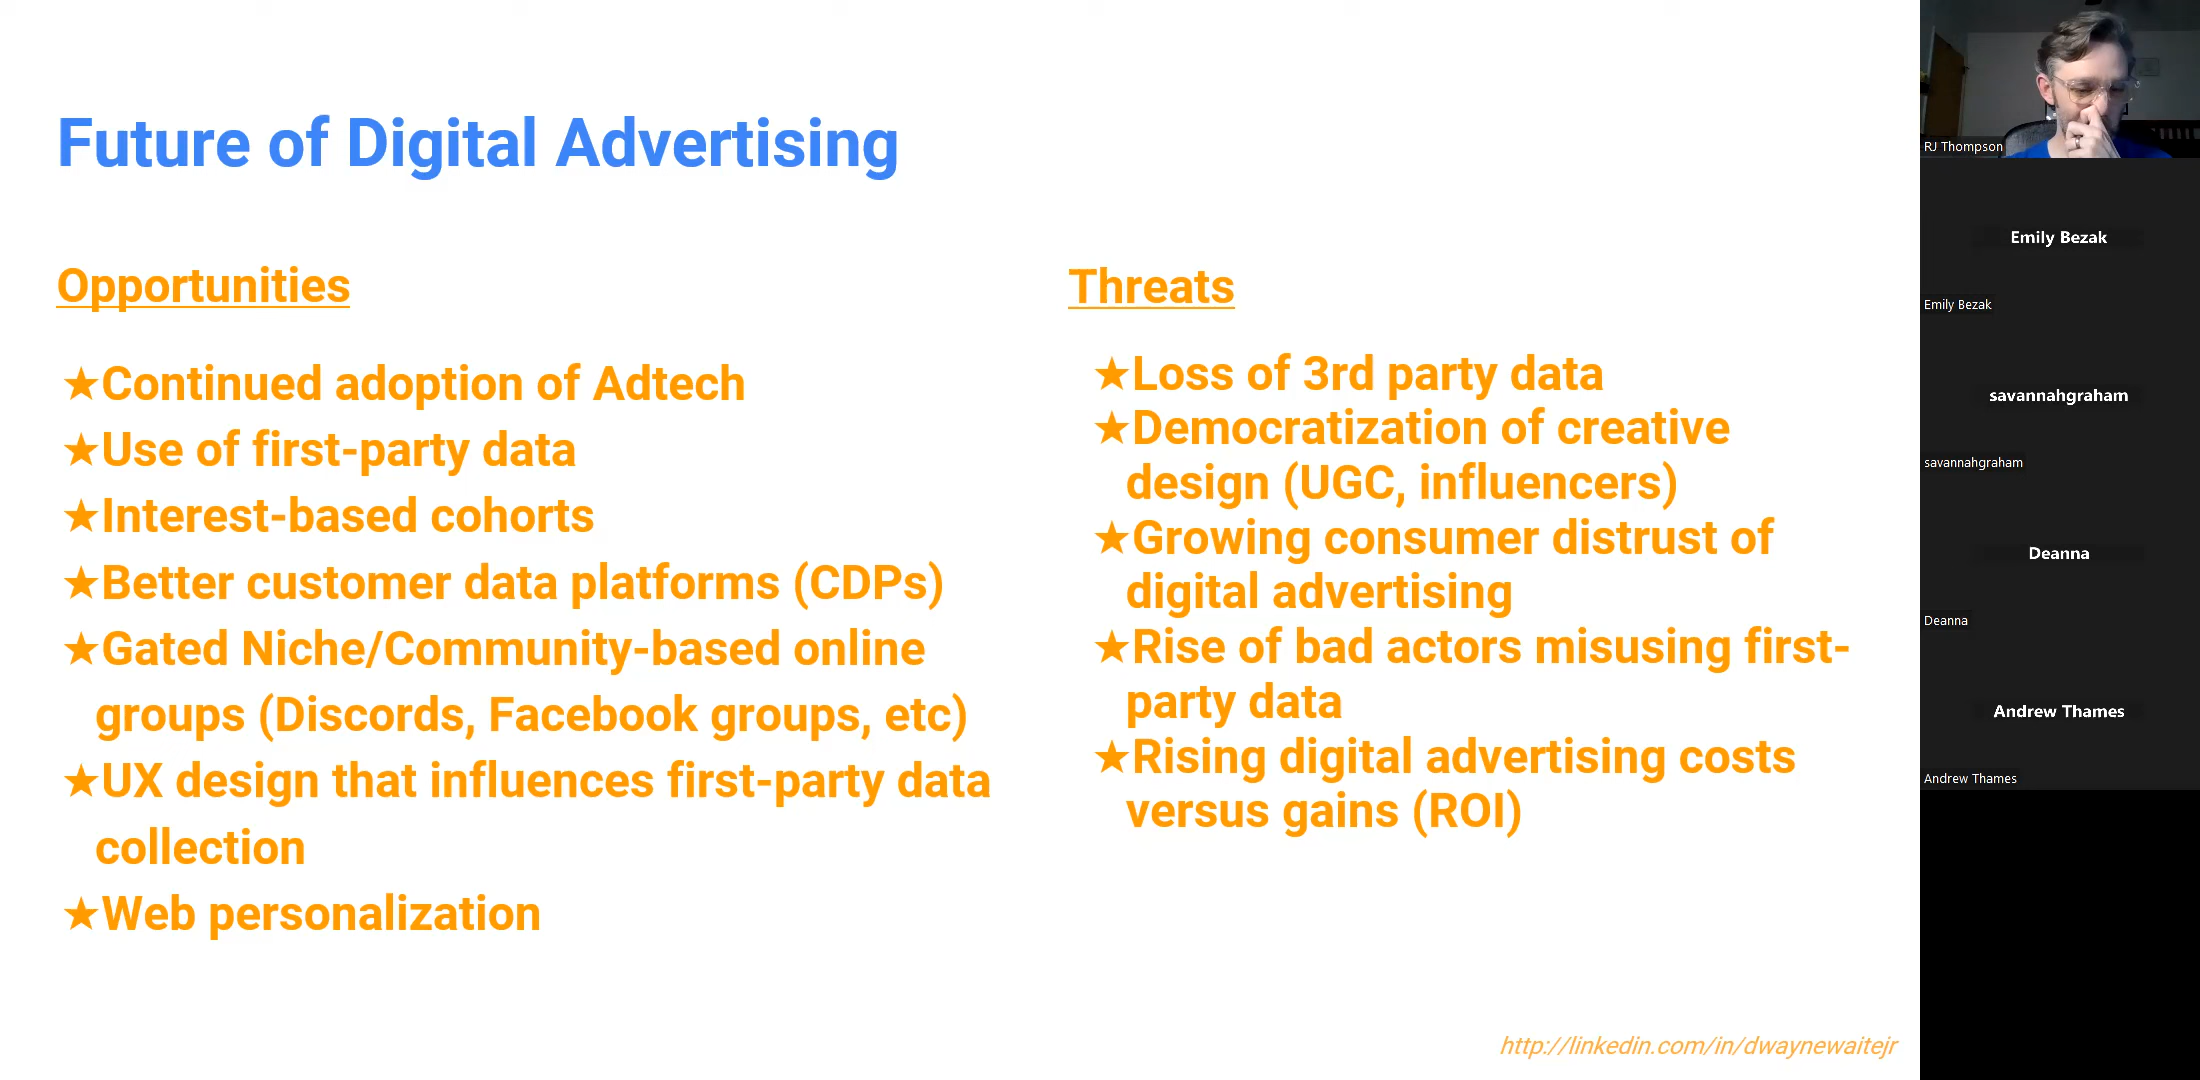 Future of Digital Advertising
Opportunities
★Continued adoption of Adtech
★Use of first-party data
★Interest-based cohorts
★Better customer data platforms (CDPs)
★Gated Niche/Community-based online
groups (Discords, Facebook groups, etc)
★UX design that influences first-party data
collection
★Web personalization
Threats
★Loss of 3rd party data
★Democratization of creative
design (UGC, influencers)
★Growing consumer distrust of
digital advertising
★Rise of bad actors misusing first-
party data
★Rising digital advertising costs
versus gains (ROI)
http://linkedin.com/in/dwaynewaitejr
RJ Thompson
Emily Bezak
Emily Bezak
savannahgraham
savannahgraham
Deanna
Deanna
Andrew Thames
Andrew Thames